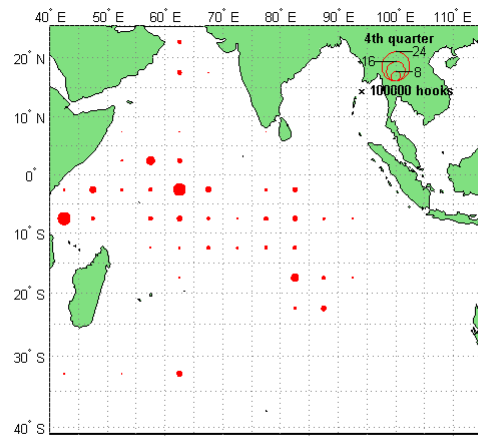 40° E 50° E 60° E 70° E 80° E 90° E 100° E 110° E
4th quarter
24
16
8
× 100000 hooks
20° N
10° N
0°
10° S
20° S
30° S
40° S